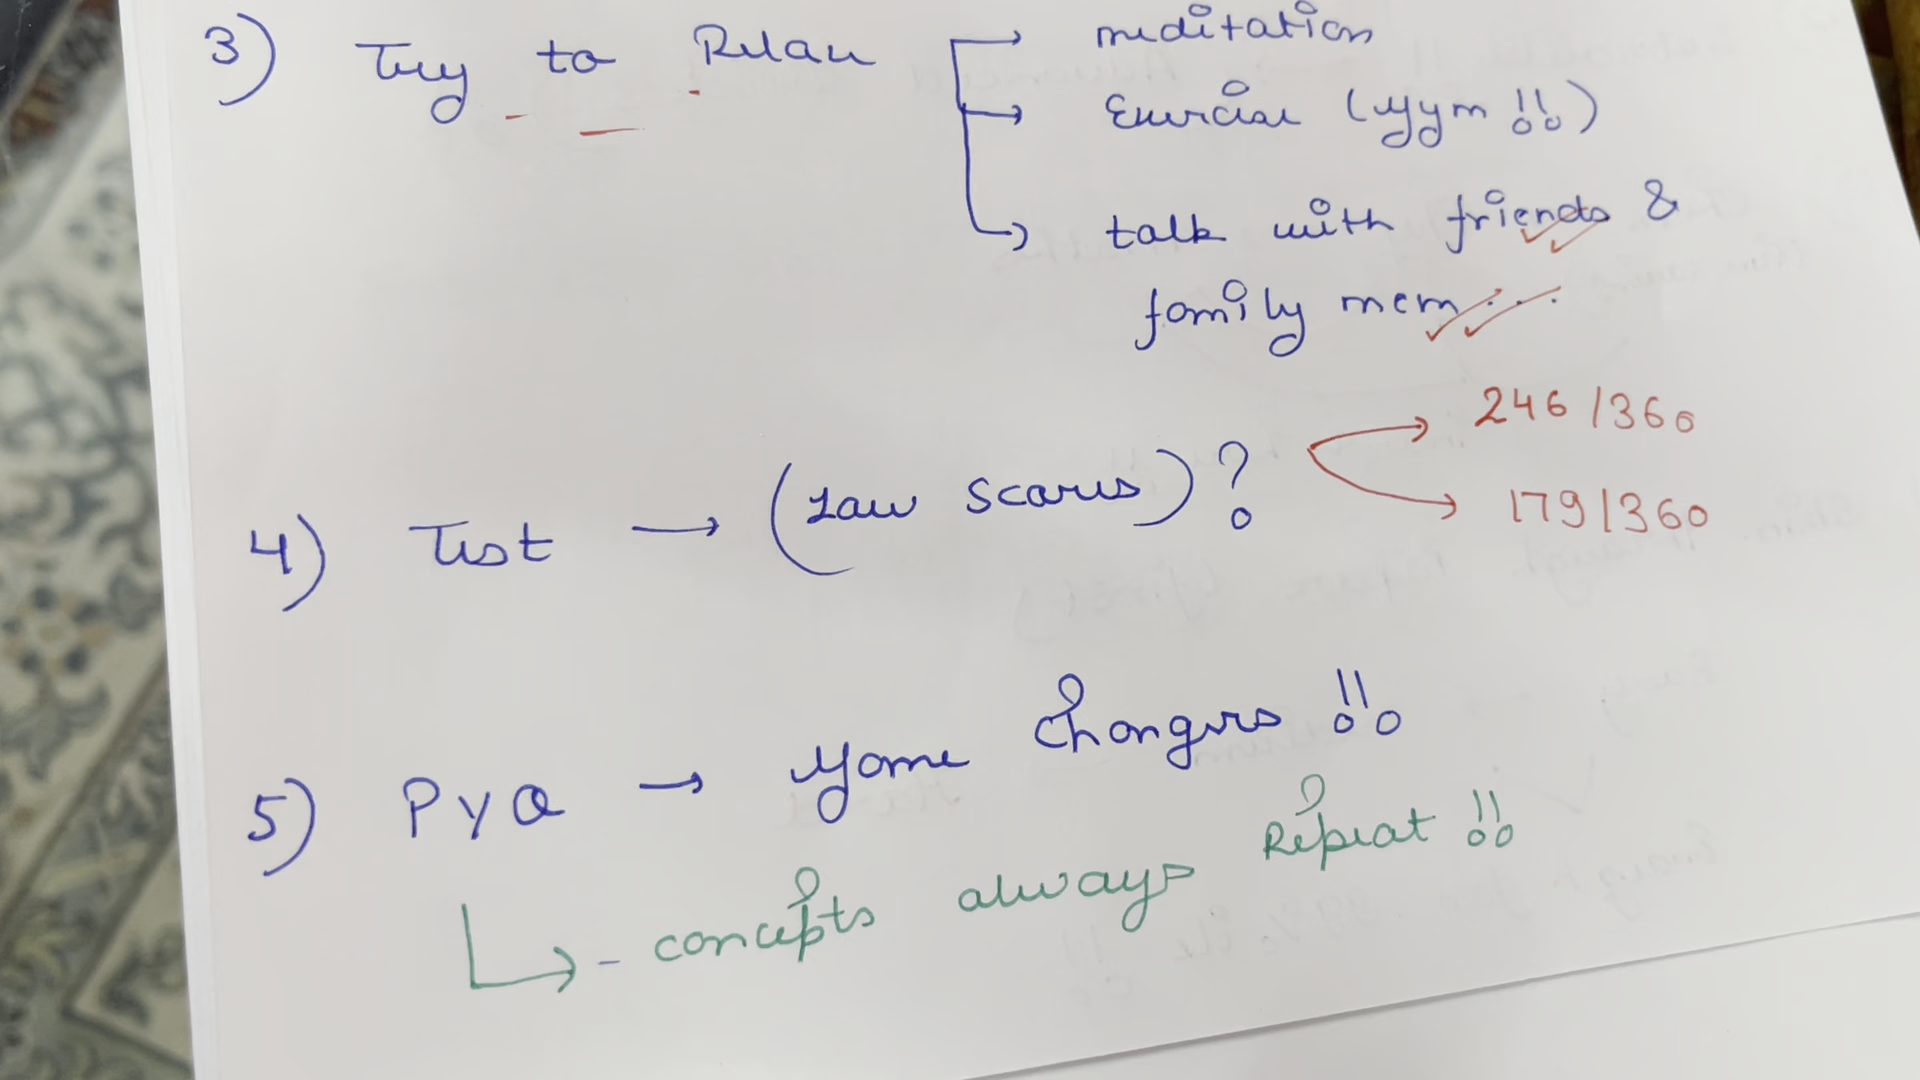 3) Try to Relax → meditation
→ Exercise (Gym !!)
→ talk with friends &
family mem...
4) Test → (Low scores)? → 246/360
→ 179/360
5) PYQ → Game Changers !!
→ - concepts always Repeat !!